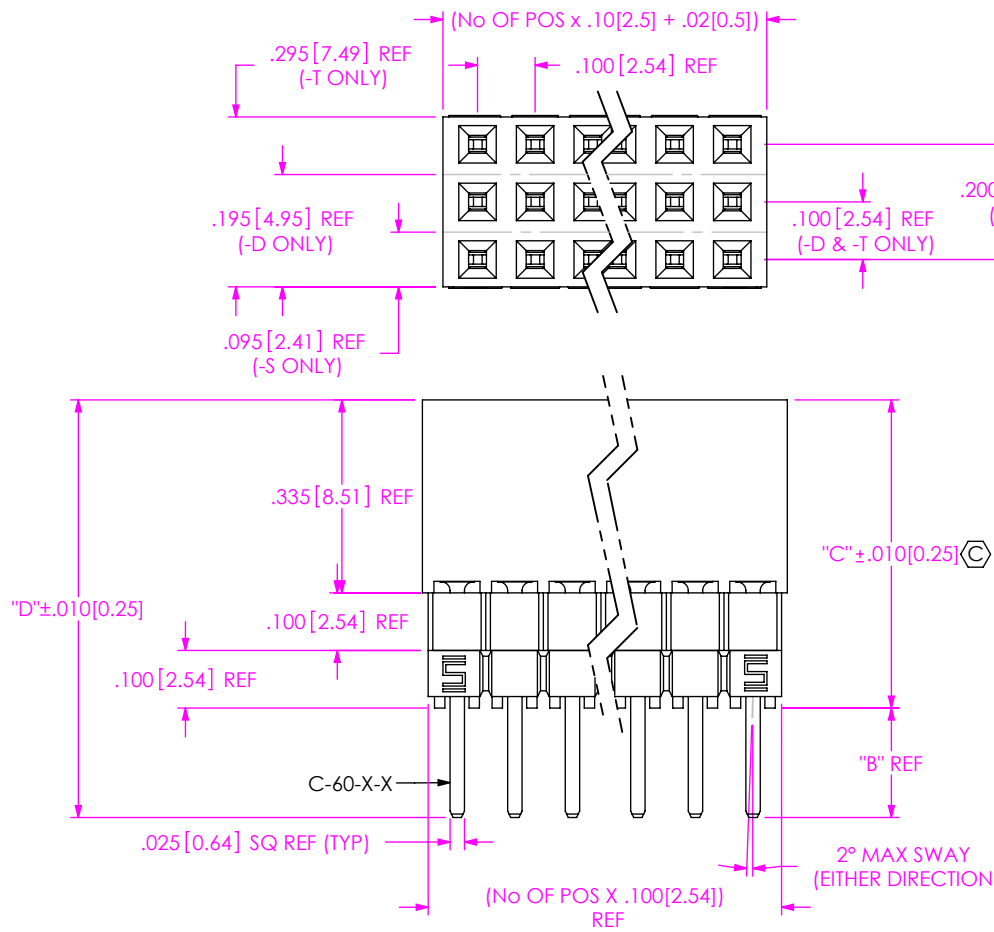 (No OF POS x .10[2.5] + .02[0.5])
.295[7.49] REF
(-T ONLY)
.100[2.54] REF
.195[4.95] REF
(-D ONLY)
.200
(
.100[2.54] REF
(-D & -T ONLY)
.095[2.41] REF
(-S ONLY)
.335[8.51] REF
"C"±.010[0.25] C
"D"±.010[0.25]
.100[2.54] REF
.100[2.54] REF
"B" REF
C-60-X-X
.025[0.64] SQ REF (TYP)
2° MAX SWAY
(EITHER DIRECTION
(No OF POS X .100[2.54])
REF